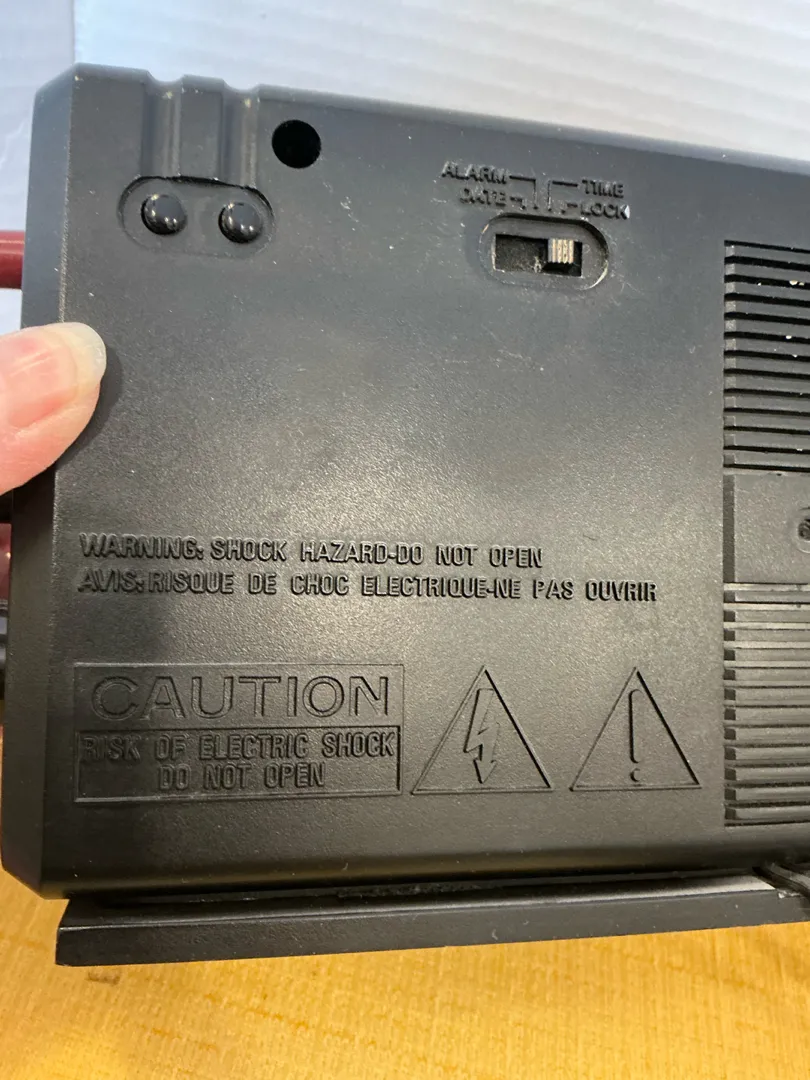 ALARM TIME
DATE LOCK
WARNING: SHOCK HAZARD-DO NOT OPEN
AVIS: RISQUE DE CHOC ELECTRIQUE-NE PAS OUVRIR
CAUTION
RISK OF ELECTRIC SHOCK
DO NOT OPEN